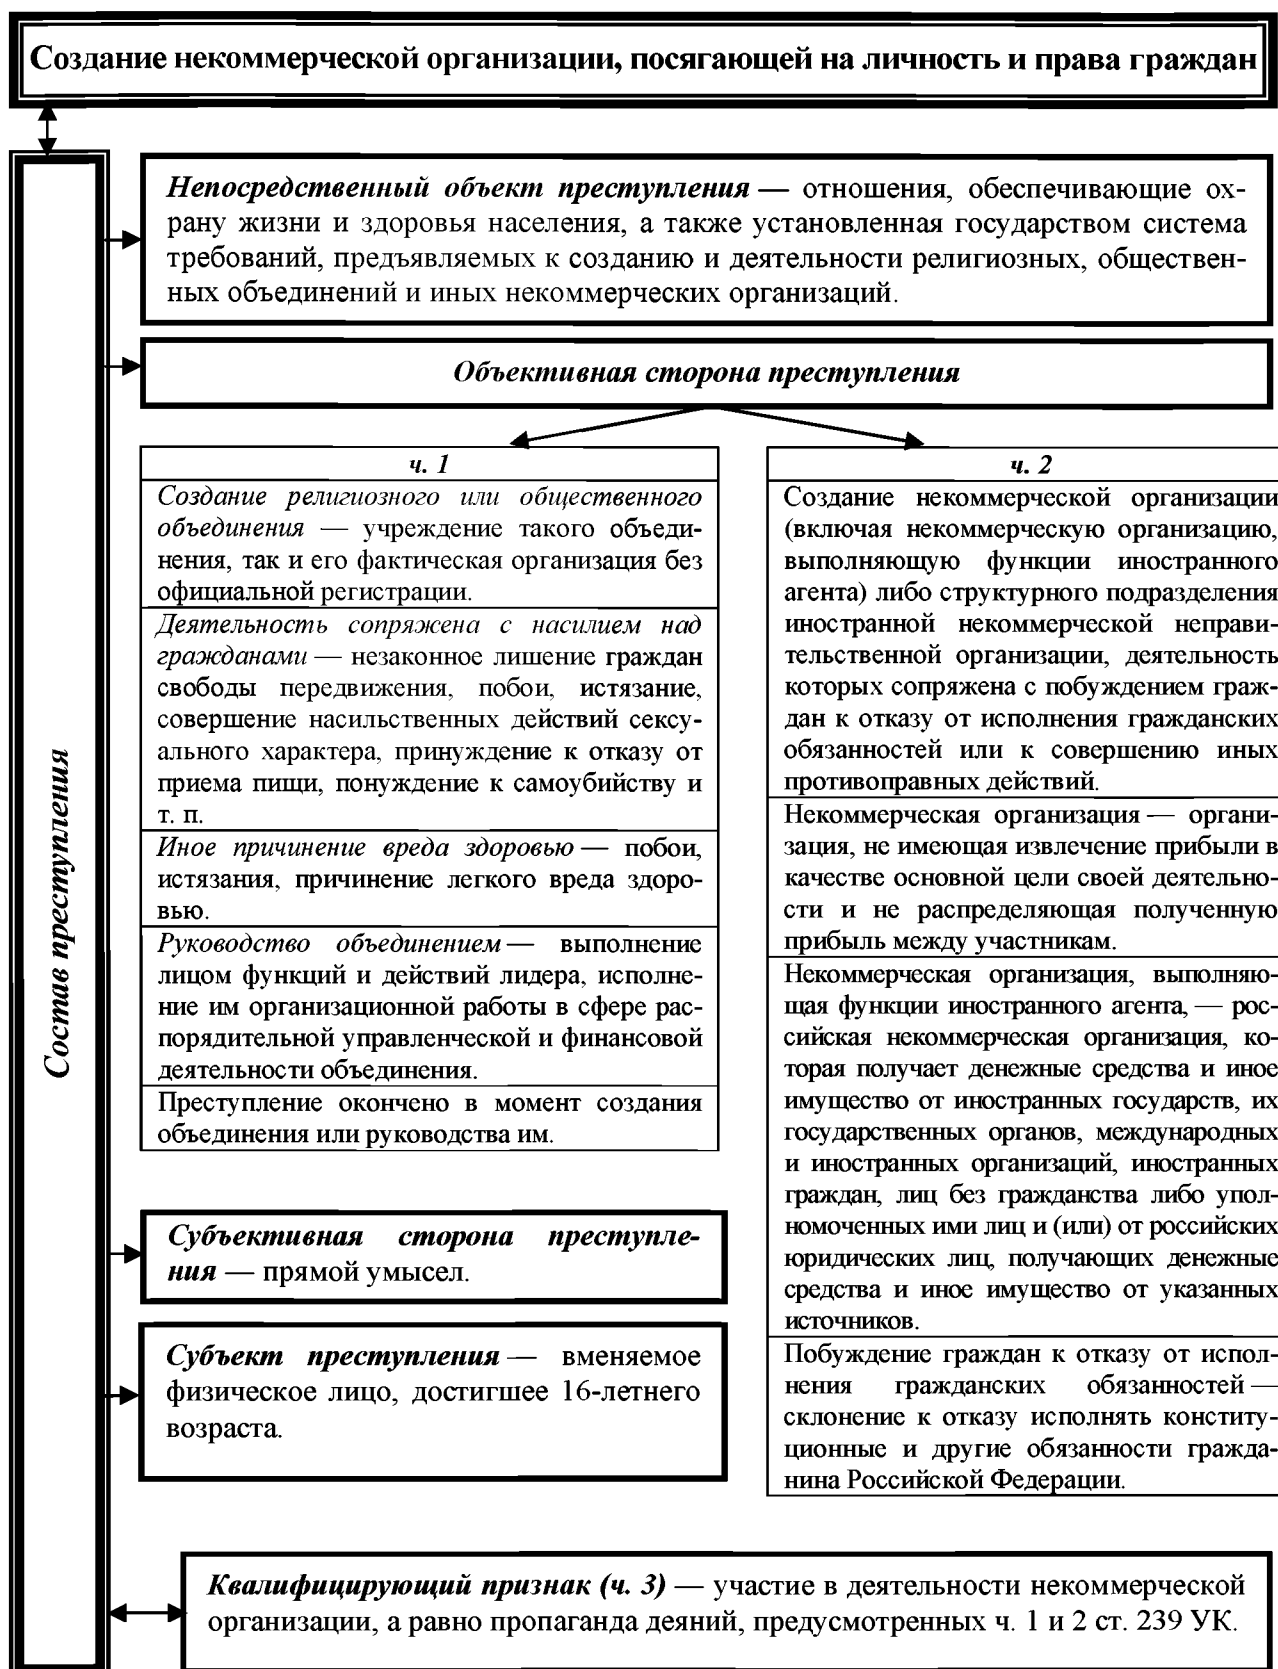 Создание некоммерческой организации, посягающей на личность и права граждан
Состав преступления
Непосредственный объект преступления — отношения, обеспечивающие ох-
рану жизни и здоровья населения, а также установленная государством система
требований, предъявляемых к созданию и деятельности религиозных, обществен-
ных объединений и иных некоммерческих организаций.
Объективная сторона преступления
ч. 1
Создание религиозного или общественного
объединения — учреждение такого объеди-
нения, так и его фактическая организация без
официальной регистрации.
Деятельность сопряжена с насилием над
гражданами — незаконное лишение граждан
свободы передвижения, побои, истязание,
совершение насильственных действий сексу-
ального характера, принуждение к отказу от
приема пищи, понуждение к самоубийству и
т. п.
Иное причинение вреда здоровью — побои,
истязания, причинение легкого вреда здоро-
вью.
Руководство объединением — выполнение
лицом функций и действий лидера, исполне-
ние им организационной работы в сфере рас-
порядительной управленческой и финансовой
деятельности объединения.
Преступление окончено в момент создания
объединения или руководства им.
ч. 2
Создание некоммерческой организации
(включая некоммерческую организацию,
выполняющую функции иностранного
агента) либо структурного подразделения
иностранной некоммерческой неправи-
тельственной организации, деятельность
которых сопряжена с побуждением граж-
дан к отказу от исполнения гражданских
обязанностей или к совершению иных
противоправных действий.
Некоммерческая организация — органи-
зация, не имеющая извлечение прибыли в
качестве основной цели своей деятельно-
сти и не распределяющая полученную
прибыль между участникам.
Некоммерческая организация, выполняю-
щая функции иностранного агента, — рос-
сийская некоммерческая организация, ко-
торая получает денежные средства и иное
имущество от иностранных государств, их
государственных органов, международных
и иностранных организаций, иностранных
граждан, лиц без гражданства либо упол-
номоченных ими лиц и (или) от российских
юридических лиц, получающих денежные
средства и иное имущество от указанных
источников.
Побуждение граждан к отказу от испол-
нения гражданских обязанностей —
склонение к отказу исполнять конститу-
ционные и другие обязанности гражда-
нина Российской Федерации.
Субъективная сторона преступле-
ния — прямой умысел.
Субъект преступления — вменяемое
физическое лицо, достигшее 16-летнего
возраста.
Квалифицирующий признак (ч. 3) — участие в деятельности некоммерческой
организации, а равно пропаганда деяний, предусмотренных ч. 1 и 2 ст. 239 УК.